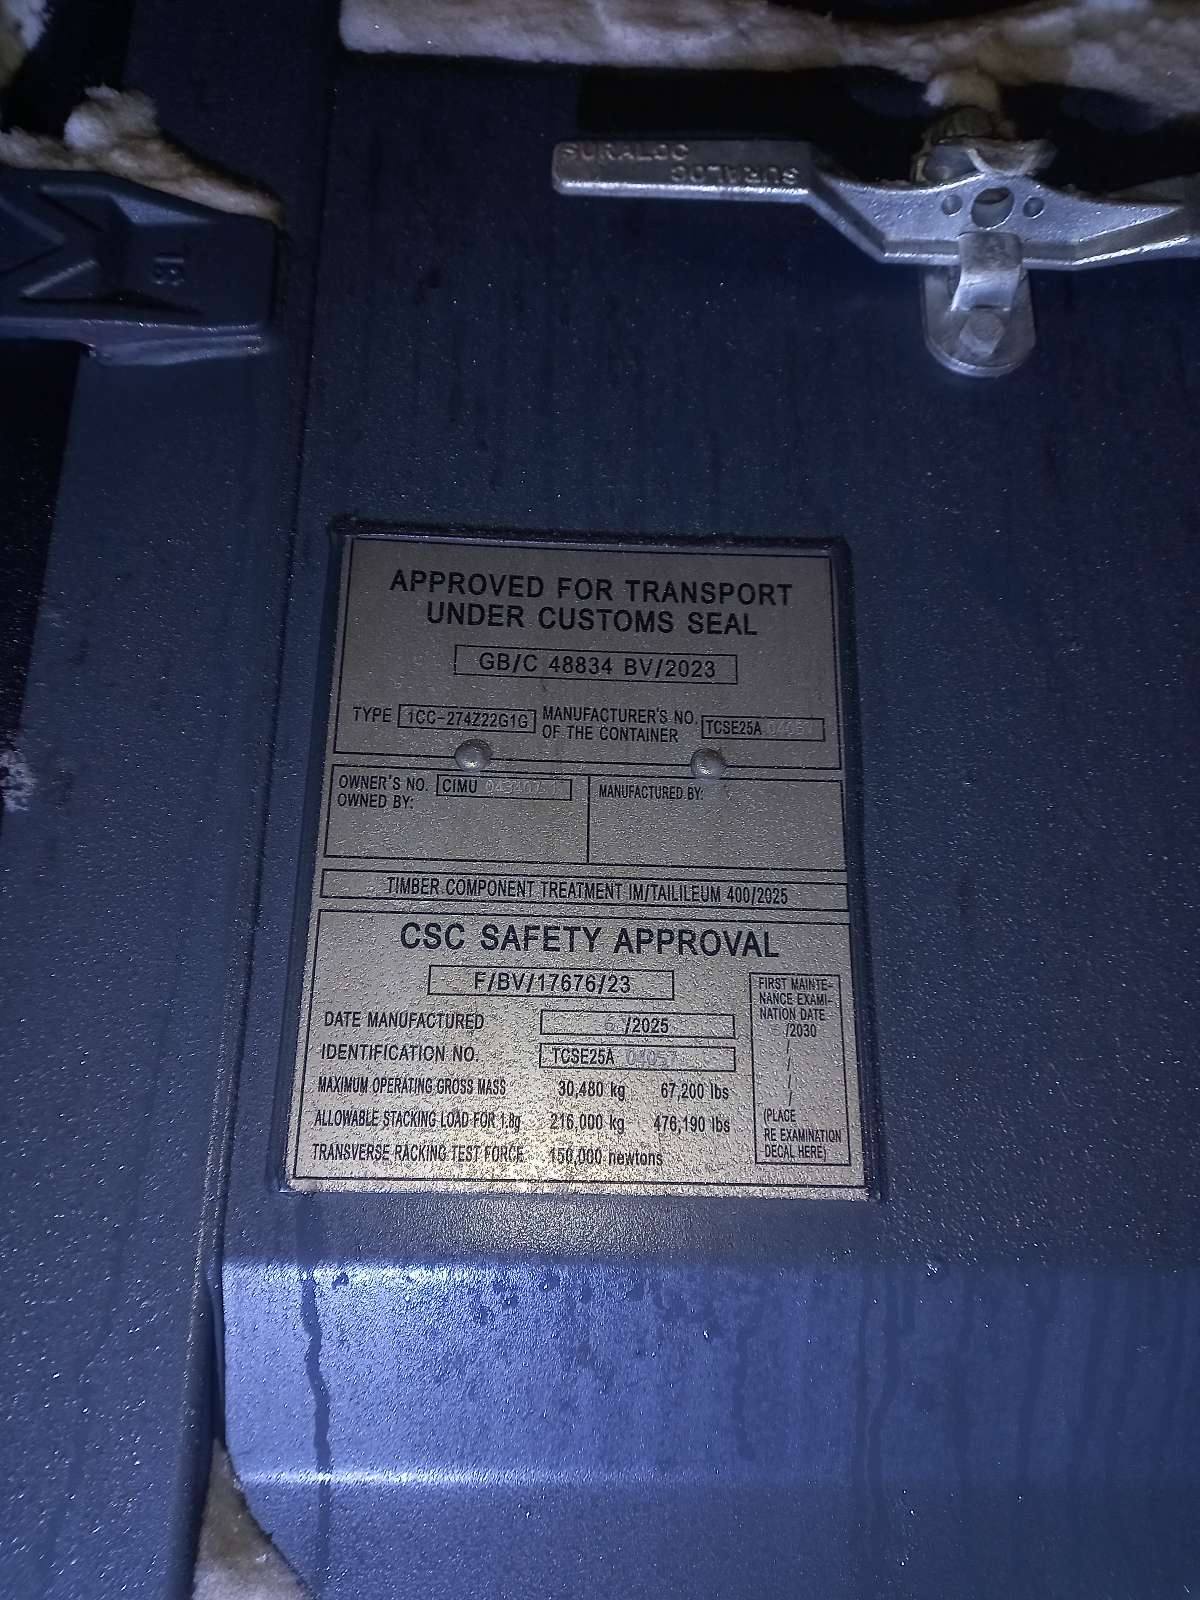 SURALOC
SURALOC
APPROVED FOR TRANSPORT
UNDER CUSTOMS SEAL
GB/C 48834 BV/2023
TYPE 1CC-274Z22G1G MANUFACTURER'S NO. OF THE CONTAINER TCSE25A
OWNER'S NO. CIMU
OWNED BY:
MANUFACTURED BY:
TIMBER COMPONENT TREATMENT IM/TAILILEUM 400/2025
CSC SAFETY APPROVAL
F/BV/17676/23
DATE MANUFACTURED 6 /2025
IDENTIFICATION NO. TCSE25A
MAXIMUM OPERATING GROSS MASS 30,480 kg 67,200 lbs
ALLOWABLE STACKING LOAD FOR 1.8g 216,000 kg 476,190 lbs
TRANSVERSE RACKING TEST FORCE 150,000 newtons
FIRST MAINTE-
NANCE EXAMI-
NATION DATE
/2030
/
/
/
/
(PLACE
RE EXAMINATION
DECAL HERE)